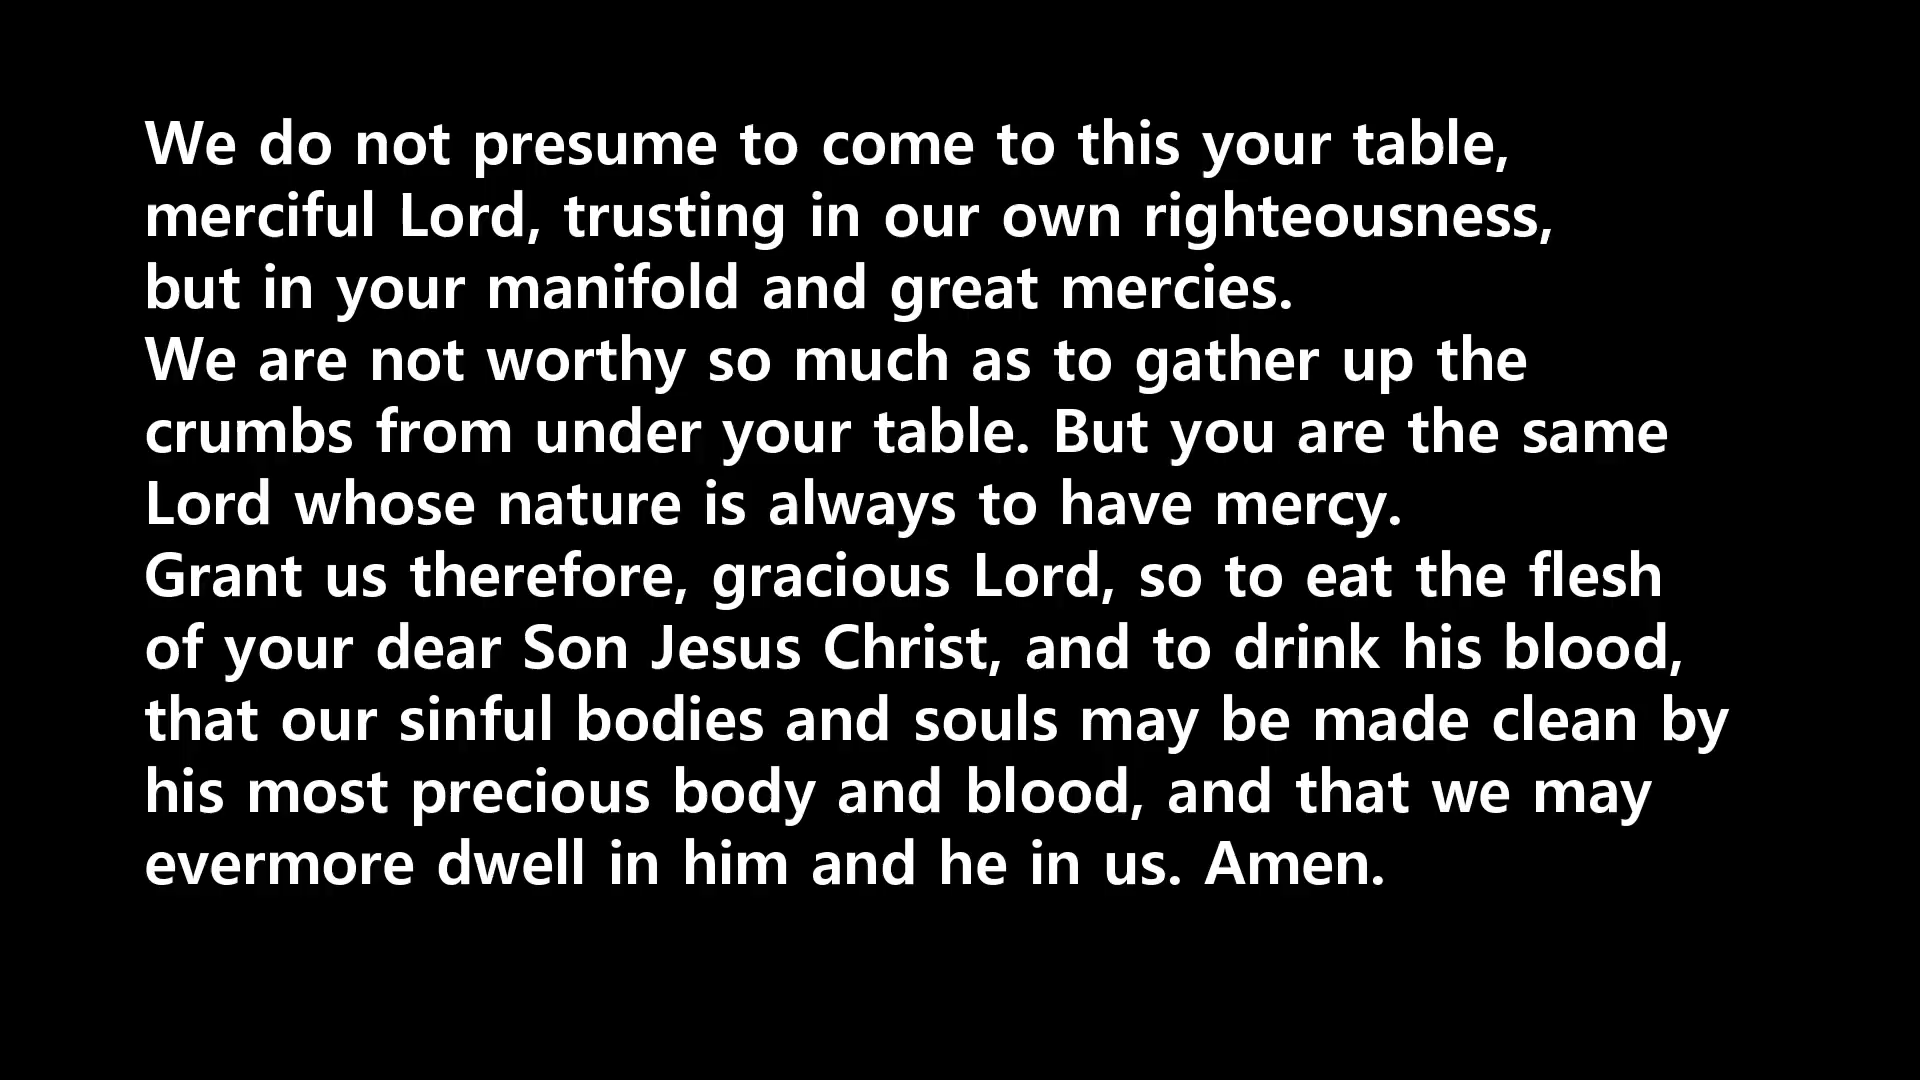 We do not presume to come to this your table,
merciful Lord, trusting in our own righteousness,
but in your manifold and great mercies.
We are not worthy so much as to gather up the
crumbs from under your table. But you are the same
Lord whose nature is always to have mercy.
Grant us therefore, gracious Lord, so to eat the flesh
of your dear Son Jesus Christ, and to drink his blood,
that our sinful bodies and souls may be made clean by
his most precious body and blood, and that we may
evermore dwell in him and he in us. Amen.